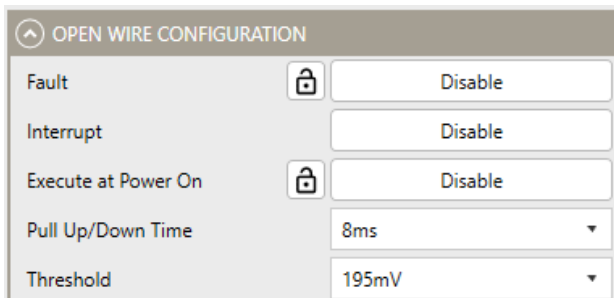 OPEN WIRE CONFIGURATION
Fault Disable
Interrupt Disable
Execute at Power On Disable
Pull Up/Down Time 8ms
Threshold 195mV